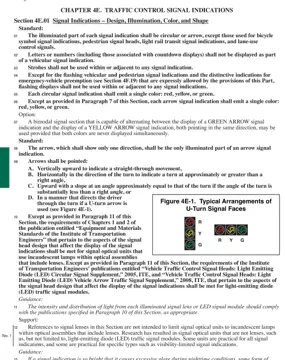 CHAPTER 4E. TRAFFIC CONTROL SIGNAL INDICATIONS
Section 4E.01 Signal Indications – Design, Illumination, Color, and Shape
Standard:
01 The illuminated part of each signal indication shall be circular or arrow, except those used for bicycle
symbol signal indications, pedestrian signal heads, light rail transit signal indications, and lane-use
control signals.
02 Letters or numbers (including those associated with countdown displays) shall not be displayed as part
of a vehicular signal indication.
03 Strobes shall not be used within or adjacent to any signal indication.
04 Except for the flashing vehicular and pedestrian signal indications and the distinctive indications for
emergency-vehicle preemption (see Section 4F.19) that are expressly allowed by the provisions of this Part,
flashing displays shall not be used within or adjacent to any signal indications.
05 Each circular signal indication shall emit a single color: red, yellow, or green.
06 Except as provided in Paragraph 7 of this Section, each arrow signal indication shall emit a single color:
red, yellow, or green.
Option:
07 A bimodal signal section that is capable of alternating between the display of a GREEN ARROW signal
indication and the display of a YELLOW ARROW signal indication, both pointing in the same direction, may be
used provided that both colors are never displayed simultaneously.
Standard:
08 The arrow, which shall show only one direction, shall be the only illuminated part of an arrow signal
indication.
09 Arrows shall be pointed:
A. Vertically upward to indicate a straight-through movement,
B. Horizontally in the direction of the turn to indicate a turn at approximately or greater than a
right angle,
C. Upward with a slope at an angle approximately equal to that of the turn if the angle of the turn is
substantially less than a right angle, or
D. In a manner that directs the driver
through the turn if a U-turn arrow is
used (see Figure 4E-1).
Figure 4E-1. Typical Arrangements of
U-Turn Signal Faces
R
Y
G
R Y G
10 Except as provided in Paragraph 11 of this
Section, the requirements of Chapters 1 and 2 of
the publication entitled “Equipment and Materials
Standards of the Institute of Transportation
Engineers” that pertain to the aspects of the signal
head design that affect the display of the signal
indications shall be met for signal optical units that
use incandescent lamps within optical assemblies
that include lenses. Except as provided in Paragraph 11 of this Section, the requirements of the Institute
of Transportation Engineers’ publications entitled “Vehicle Traffic Control Signal Heads: Light Emitting
Diode (LED) Circular Signal Supplement,” 2005, ITE, and “Vehicle Traffic Control Signal Heads: Light
Emitting Diode (LED) Vehicle Arrow Traffic Signal Supplement,” 2008, ITE, that pertain to the aspects of
the signal head design that affect the display of the signal indications shall be met for light-emitting diode
(LED) traffic signal modules.
Guidance:
11 The intensity and distribution of light from each illuminated signal lens or LED signal module should comply
with the publications specified in Paragraph 10 of this Section, as appropriate.
Support:
12 References to signal lenses in this Section are not intended to limit signal optical units to incandescent lamps
within optical assemblies that include lenses. Research has resulted in signal optical units that are not lenses, such
as, but not limited to, light-emitting diode (LED) traffic signal modules. Some units are practical for all signal
indications, and some are practical for specific types such as visibility-limited signal indications.
Guidance: